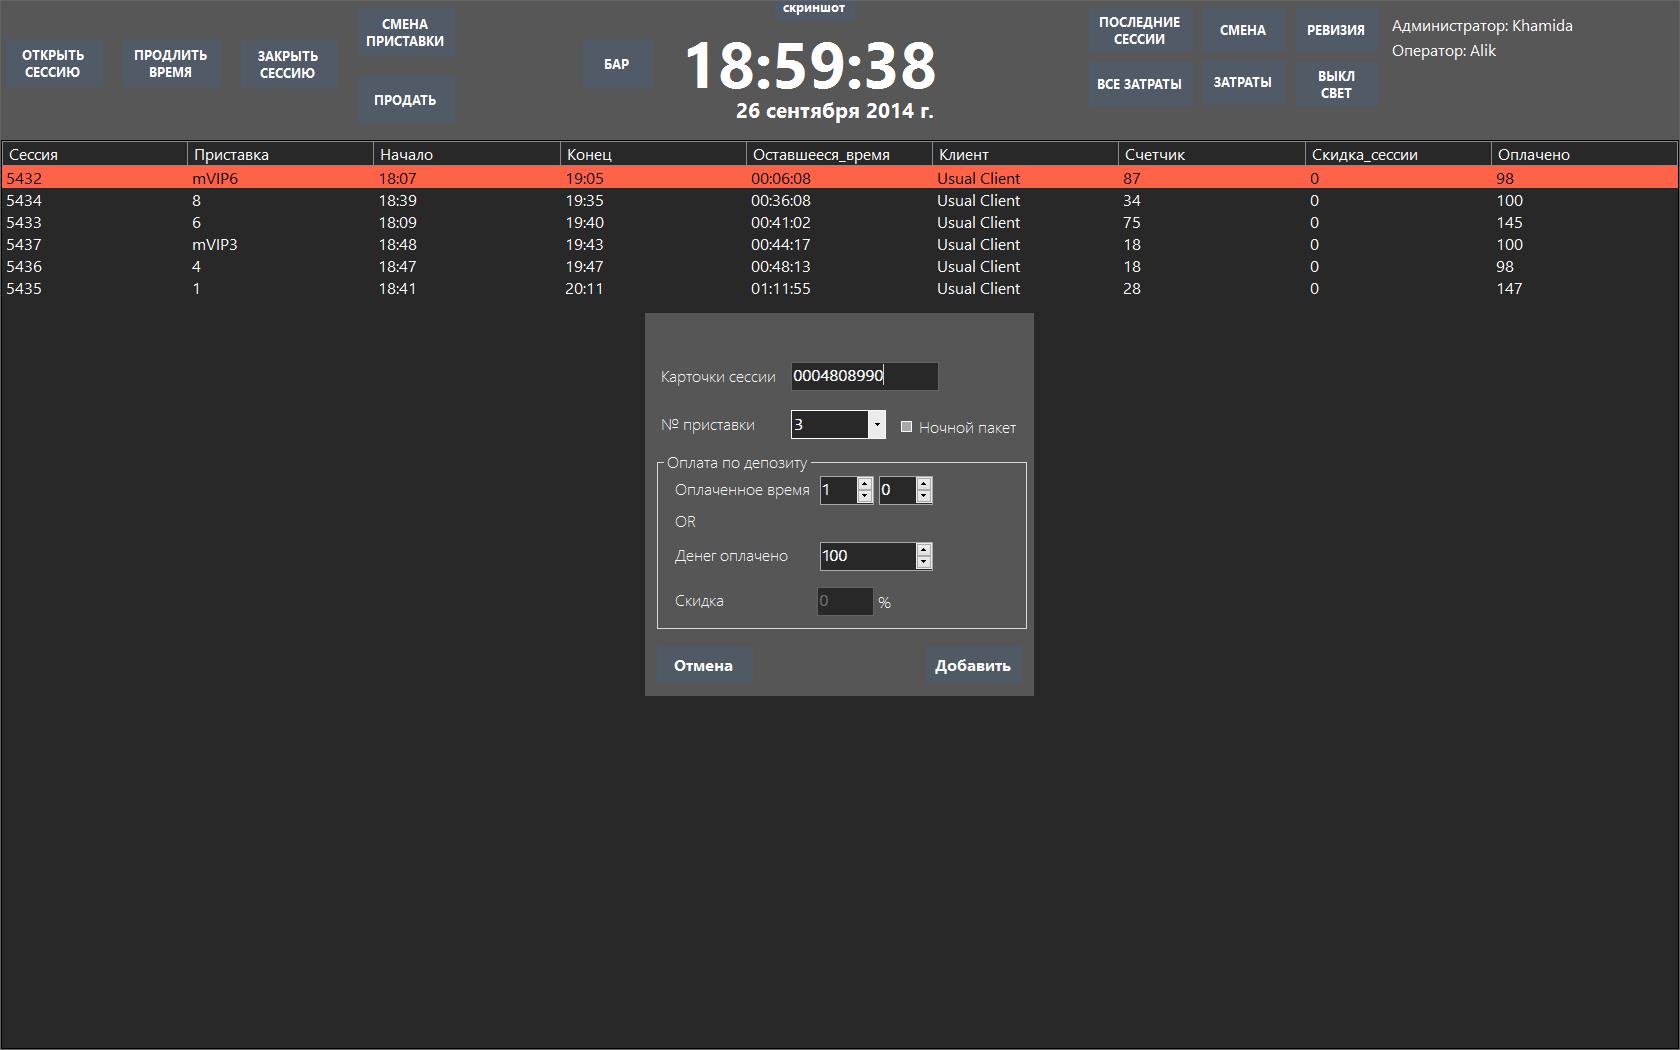 скриншот
ОТКРЫТЬ
СЕССИЮ
ПРОДЛИТЬ
ВРЕМЯ
ЗАКРЫТЬ
СЕССИЮ
СМЕНА
ПРИСТАВКИ
ПРОДАТЬ
БАР
18:59:38
26 сентября 2014 г.
ПОСЛЕДНИЕ
СЕССИИ
СМЕНА
РЕВИЗИЯ
ВСЕ ЗАТРАТЫ
ЗАТРАТЫ
ВЫКЛ
СВЕТ
Администратор: Khamida
Оператор: Alik
Сессия Приставка Начало Конец Оставшееся_время Клиент Счетчик Скидка_сессии Оплачено
5432 mVIP6 18:07 19:05 00:06:08 Usual Client 87 0 98
5434 8 18:39 19:35 00:36:08 Usual Client 34 0 100
5433 6 18:09 19:40 00:41:02 Usual Client 75 0 145
5437 mVIP3 18:48 19:43 00:44:17 Usual Client 18 0 100
5436 4 18:47 19:47 00:48:13 Usual Client 18 0 98
5435 1 18:41 20:11 01:11:55 Usual Client 28 0 147
Карточки сессии 0004808990
№ приставки 3 Ночной пакет
Оплата по депозиту
Оплаченное время 1 0
OR
Денег оплачено 100
Скидка 0 %
Отмена Добавить